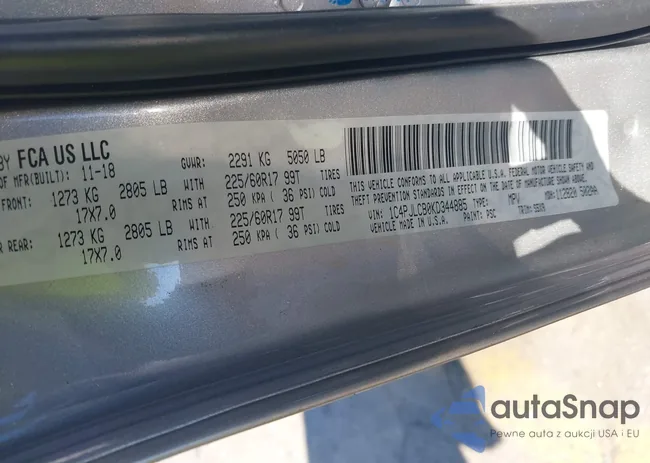 BY FCA US LLC
OF MFR(BUILT): 11-18 GVWR: 2291 KG 5050 LB
FRONT: 1273 KG 2805 LB WITH 225/60R17 99T TIRES
17X7.0 RIMS AT 250 KPA ( 36 PSI) COLD
R REAR: 1273 KG 2805 LB WITH 225/60R17 99T TIRES
17X7.0 RIMS AT 250 KPA ( 36 PSI) COLD
THIS VEHICLE CONFORMS TO ALL APPLICABLE U.S.A. FEDERAL MOTOR VEHICLE SAFETY AND
THEFT PREVENTION STANDARDS IN EFFECT ON THE DATE OF MANUFACTURE SHOWN ABOVE.
VIN: 1C4PJLCB0KD344885 TYPE: MPV
PAINT: PSC
autaSnap
Pewne auta z aukcji USA i EU